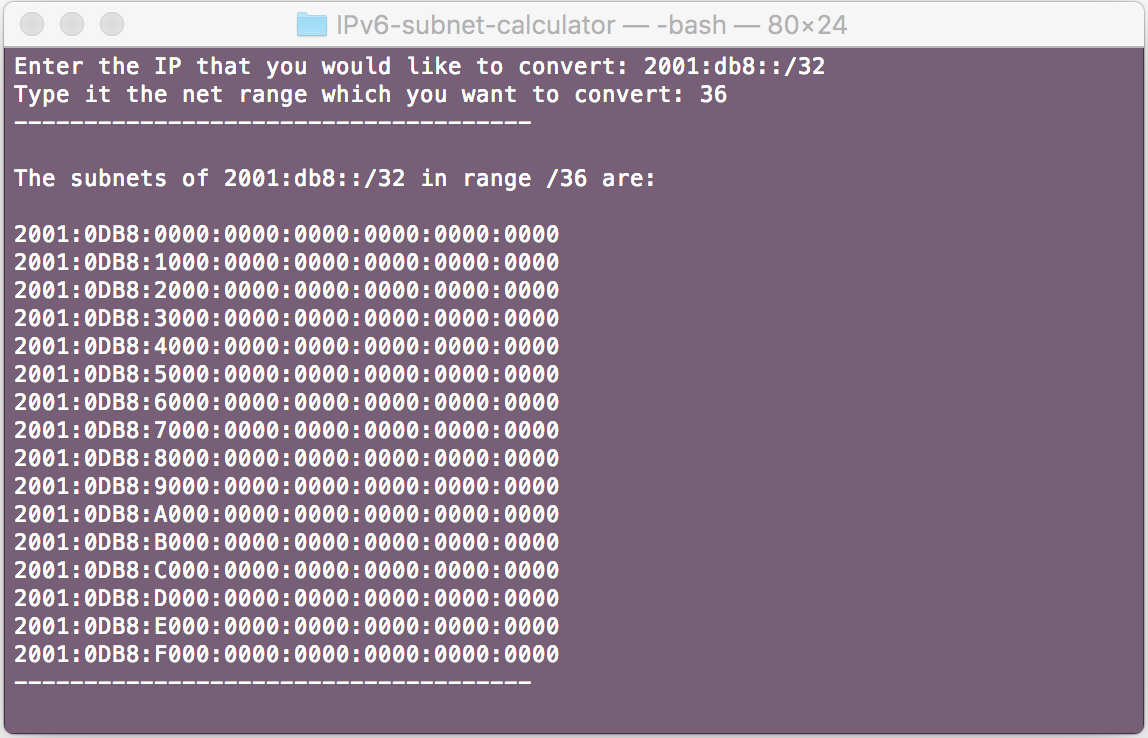 IPv6-subnet-calculator — -bash — 80×24
Enter the IP that you would like to convert: 2001:db8::/32
Type it the net range which you want to convert: 36
-------------------------------------
The subnets of 2001:db8::/32 in range /36 are:
2001:0DB8:0000:0000:0000:0000:0000:0000
2001:0DB8:1000:0000:0000:0000:0000:0000
2001:0DB8:2000:0000:0000:0000:0000:0000
2001:0DB8:3000:0000:0000:0000:0000:0000
2001:0DB8:4000:0000:0000:0000:0000:0000
2001:0DB8:5000:0000:0000:0000:0000:0000
2001:0DB8:6000:0000:0000:0000:0000:0000
2001:0DB8:7000:0000:0000:0000:0000:0000
2001:0DB8:8000:0000:0000:0000:0000:0000
2001:0DB8:9000:0000:0000:0000:0000:0000
2001:0DB8:A000:0000:0000:0000:0000:0000
2001:0DB8:B000:0000:0000:0000:0000:0000
2001:0DB8:C000:0000:0000:0000:0000:0000
2001:0DB8:D000:0000:0000:0000:0000:0000
2001:0DB8:E000:0000:0000:0000:0000:0000
2001:0DB8:F000:0000:0000:0000:0000:0000
-------------------------------------